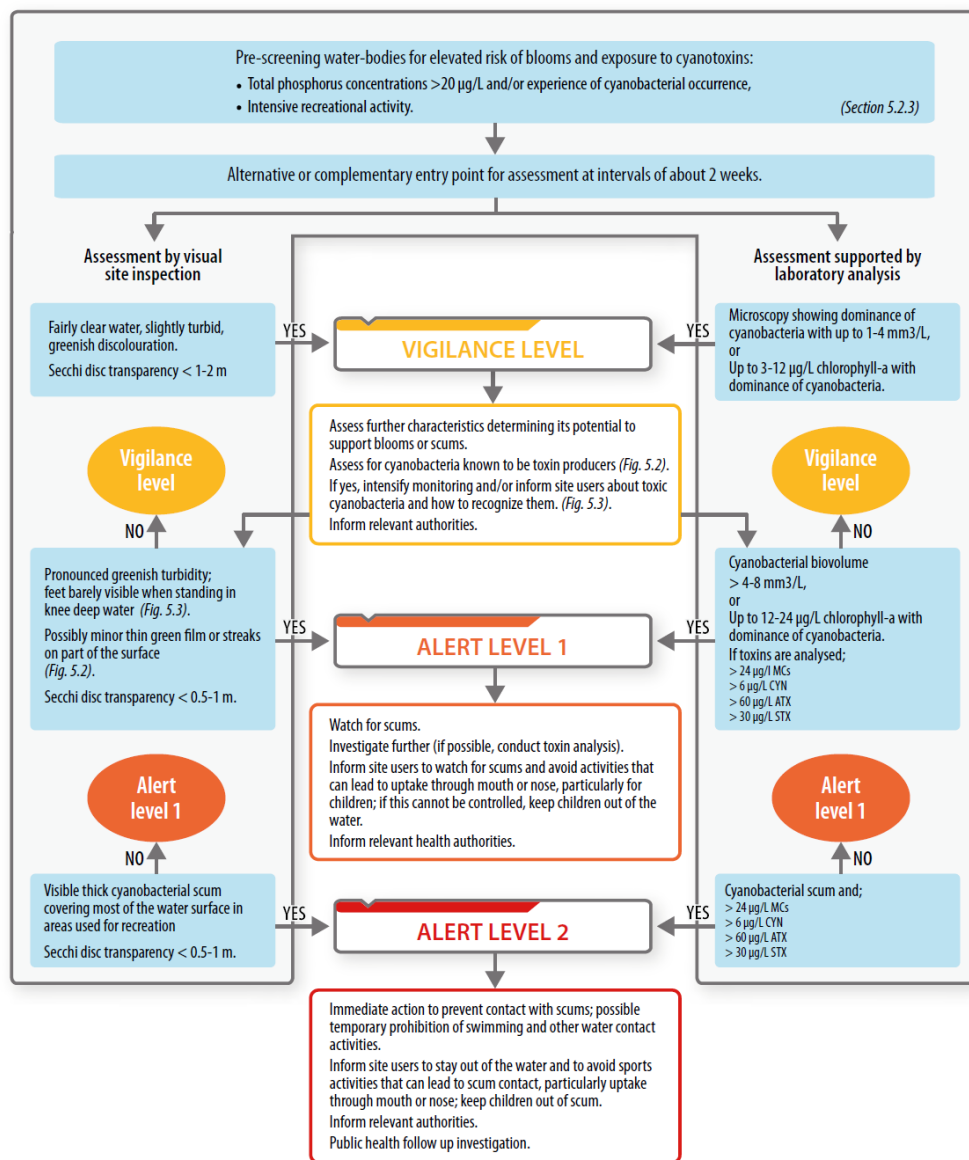 Pre-screening water-bodies for elevated risk of blooms and exposure to cyanotoxins:
• Total phosphorus concentrations >20 µg/L and/or experience of cyanobacterial occurrence,
• Intensive recreational activity.
(Section 5.2.3)
Alternative or complementary entry point for assessment at intervals of about 2 weeks.
Assessment by visual
site inspection
Assessment supported by
laboratory analysis
Fairly clear water, slightly turbid,
greenish discolouration.
Secchi disc transparency < 1-2 m
YES
VIGILANCE LEVEL
YES
Microscopy showing dominance of
cyanobacteria with up to 1-4 mm3/L,
or
Up to 3-12 µg/L chlorophyll-a with
dominance of cyanobacteria.
Assess further characteristics determining its potential to
support blooms or scums.
Assess for cyanobacteria known to be toxin producers (Fig. 5.2).
If yes, intensify monitoring and/or inform site users about toxic
cyanobacteria and how to recognize them. (Fig. 5.3).
Inform relevant authorities.
Vigilance
level
NO
Vigilance
level
NO
Pronounced greenish turbidity;
feet barely visible when standing in
knee deep water (Fig. 5.3).
Possibly minor thin green film or streaks
on part of the surface
(Fig. 5.2).
Secchi disc transparency < 0.5-1 m.
YES
ALERT LEVEL 1
YES
Cyanobacterial biovolume
> 4-8 mm3/L,
or
Up to 12-24 µg/L chlorophyll-a with
dominance of cyanobacteria.
If toxins are analysed;
> 24 µg/l MCs
> 6 µg/L CYN
> 60 µg/L ATX
> 30 µg/L STX
Watch for scums.
Investigate further (if possible, conduct toxin analysis).
Inform site users to watch for scums and avoid activities that
can lead to uptake through mouth or nose, particularly for
children; if this cannot be controlled, keep children out of the
water.
Inform relevant health authorities.
Alert
level 1
NO
Alert
level 1
NO
Visible thick cyanobacterial scum
covering most of the water surface in
areas used for recreation
Secchi disc transparency < 0.5-1 m.
YES
ALERT LEVEL 2
YES
Cyanobacterial scum and;
> 24 µg/L MCs
> 6 µg/L CYN
> 60 µg/L ATX
> 30 µg/L STX
Immediate action to prevent contact with scums; possible
temporary prohibition of swimming and other water contact
activities.
Inform site users to stay out of the water and to avoid sports
activities that can lead to scum contact, particularly uptake
through mouth or nose; keep children out of scum.
Inform relevant authorities.
Public health follow up investigation.